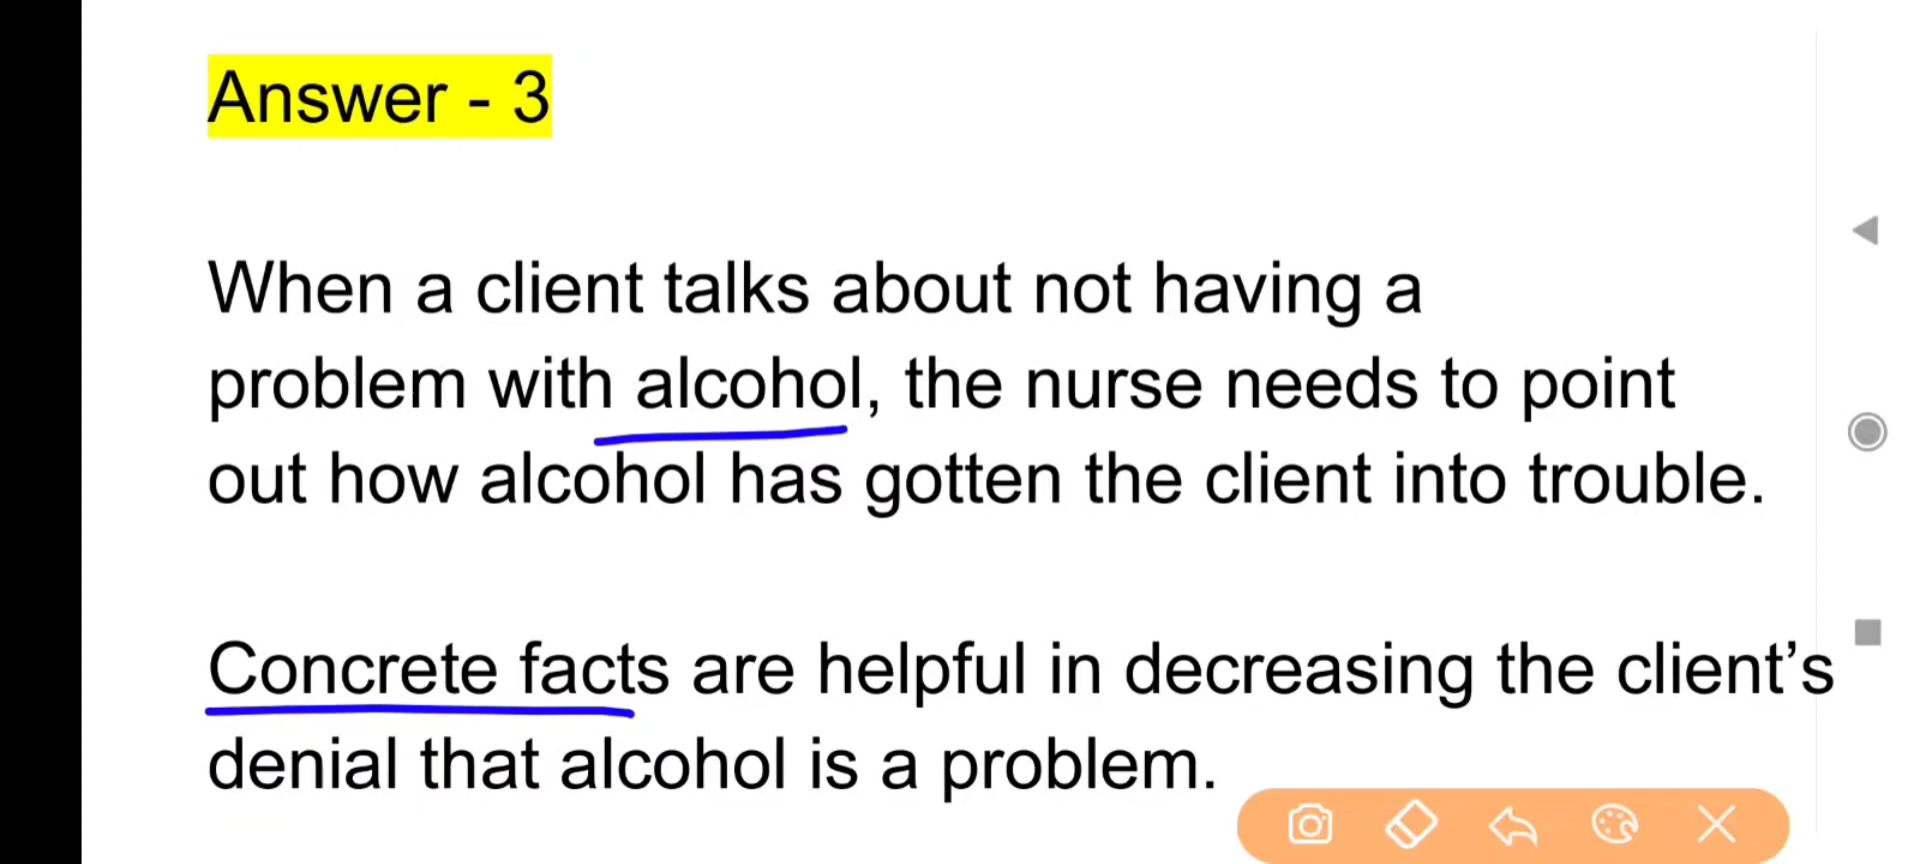 Answer - 3
When a client talks about not having a
problem with alcohol, the nurse needs to point
out how alcohol has gotten the client into trouble.
Concrete facts are helpful in decreasing the client’s
denial that alcohol is a problem.